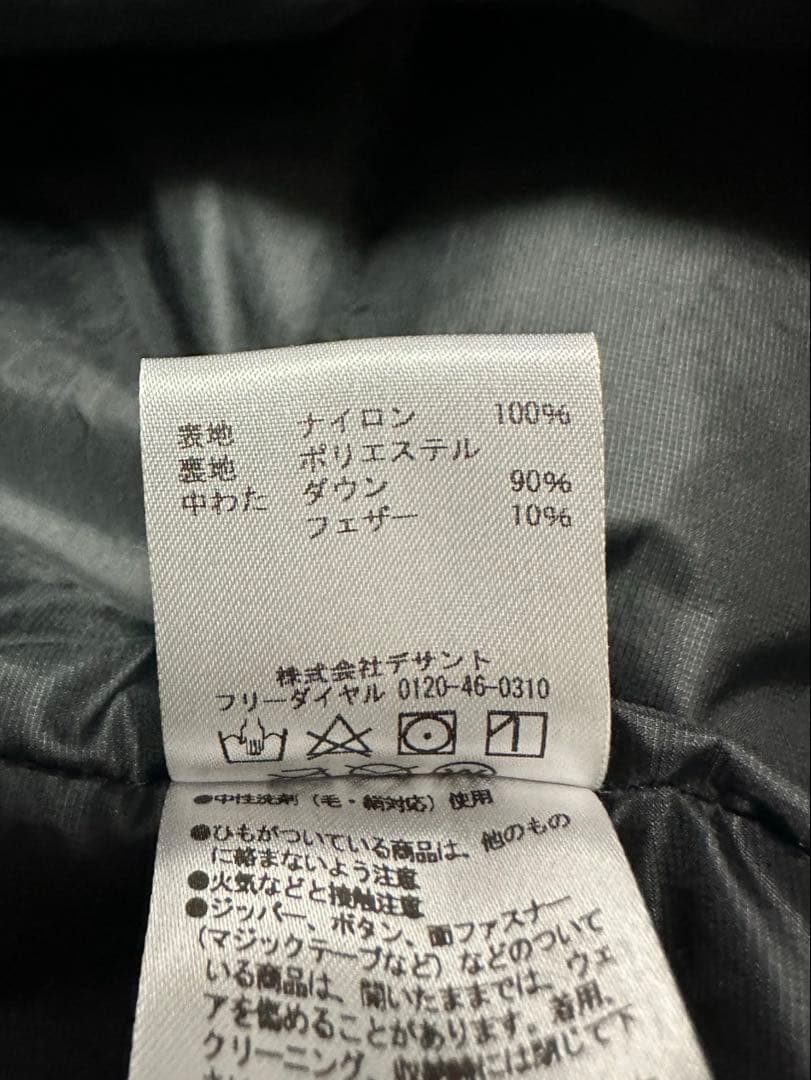 表地 ナイロン 100%
裏地 ポリエステル
中わた ダウン 90%
フェザー 10%
株式会社デサント
フリーダイヤル 0120-46-0310
●中性洗剤（毛・絹対応）使用
●ひもがついている商品は、他のもの
に絡まないよう注意
●火気などと接触注意
●ジッパー、ボタン、面ファスナー
(マジックテープなど) などのついて
いる商品は、開いたままでは、ウェ
アを傷めることがあります。着用、
クリーニング、収納時には閉じて下